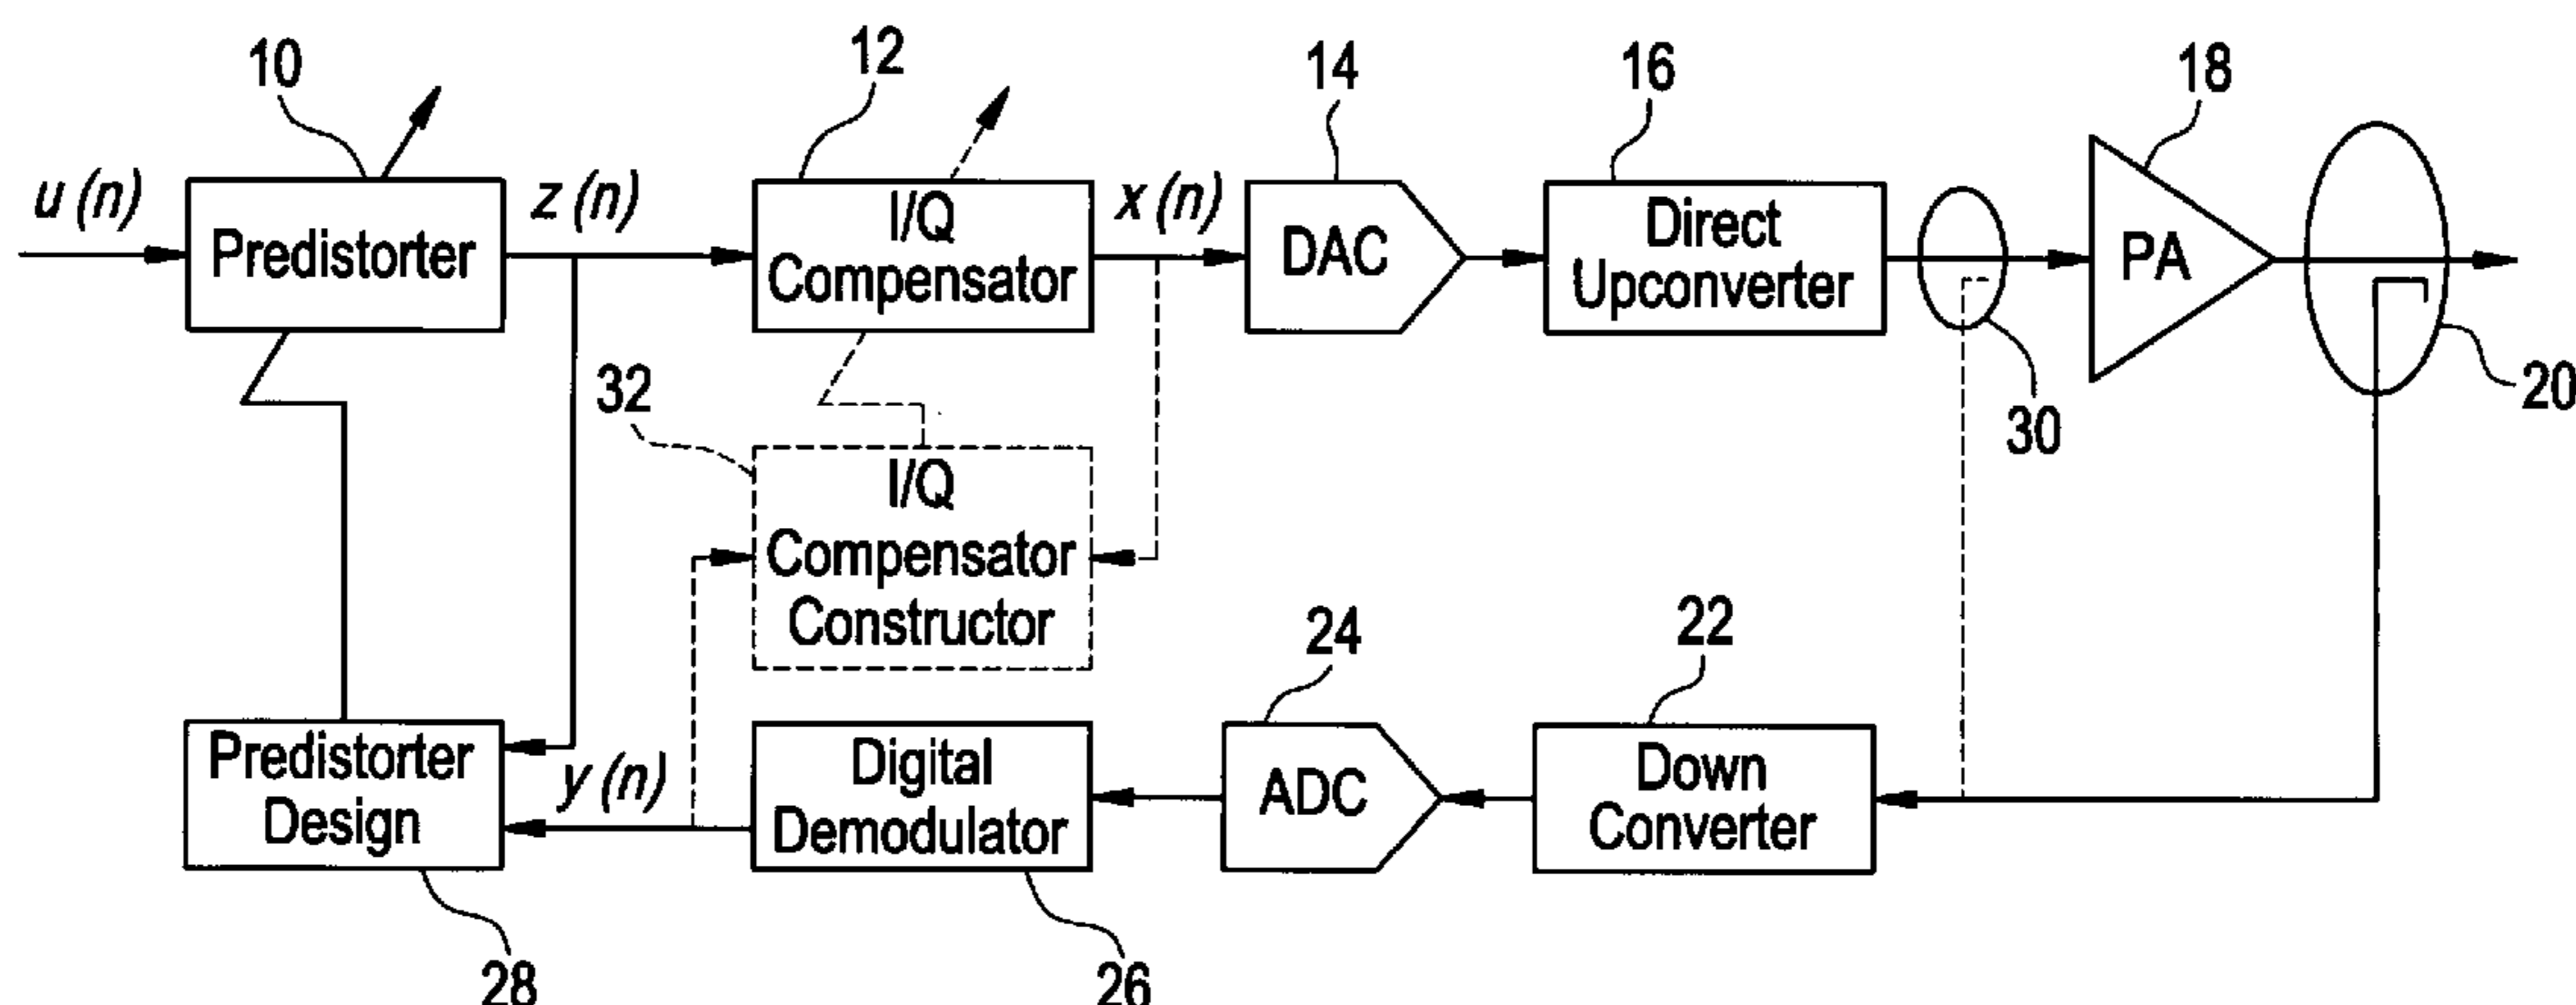 10
12
14
16
18
u (n)
Predistorter
z (n)
I/Q
Compensator
x (n)
DAC
Direct
Upconverter
PA
20
30
32
I/Q
Compensator
Constructor
24
22
Predistorter
Design
y (n)
Digital
Demodulator
ADC
Down
Converter
28
26